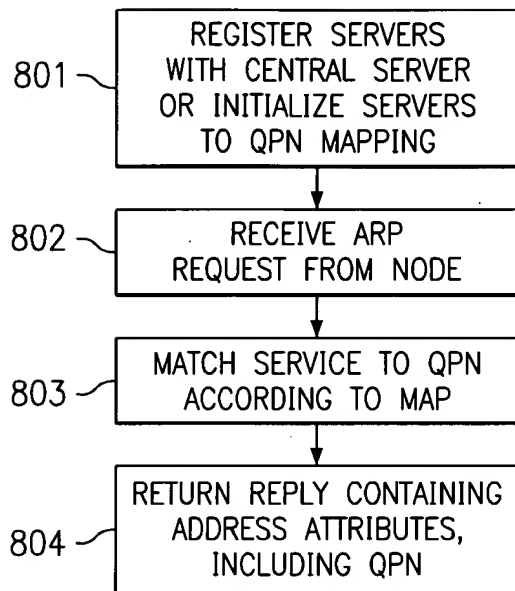 801
REGISTER SERVERS
WITH CENTRAL SERVER
OR INITIALIZE SERVERS
TO QPN MAPPING
802
RECEIVE ARP
REQUEST FROM NODE
803
MATCH SERVICE TO QPN
ACCORDING TO MAP
804
RETURN REPLY CONTAINING
ADDRESS ATTRIBUTES,
INCLUDING QPN